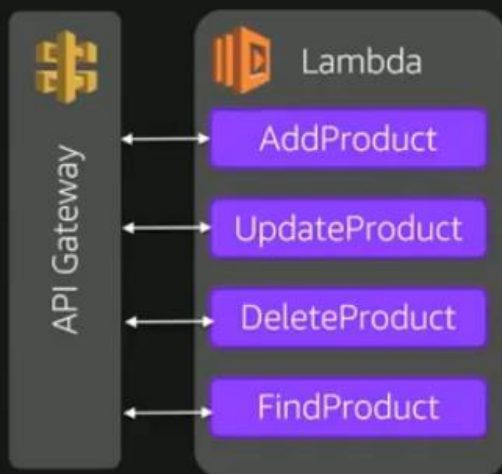 API Gateway
Lambda
AddProduct
UpdateProduct
DeleteProduct
FindProduct